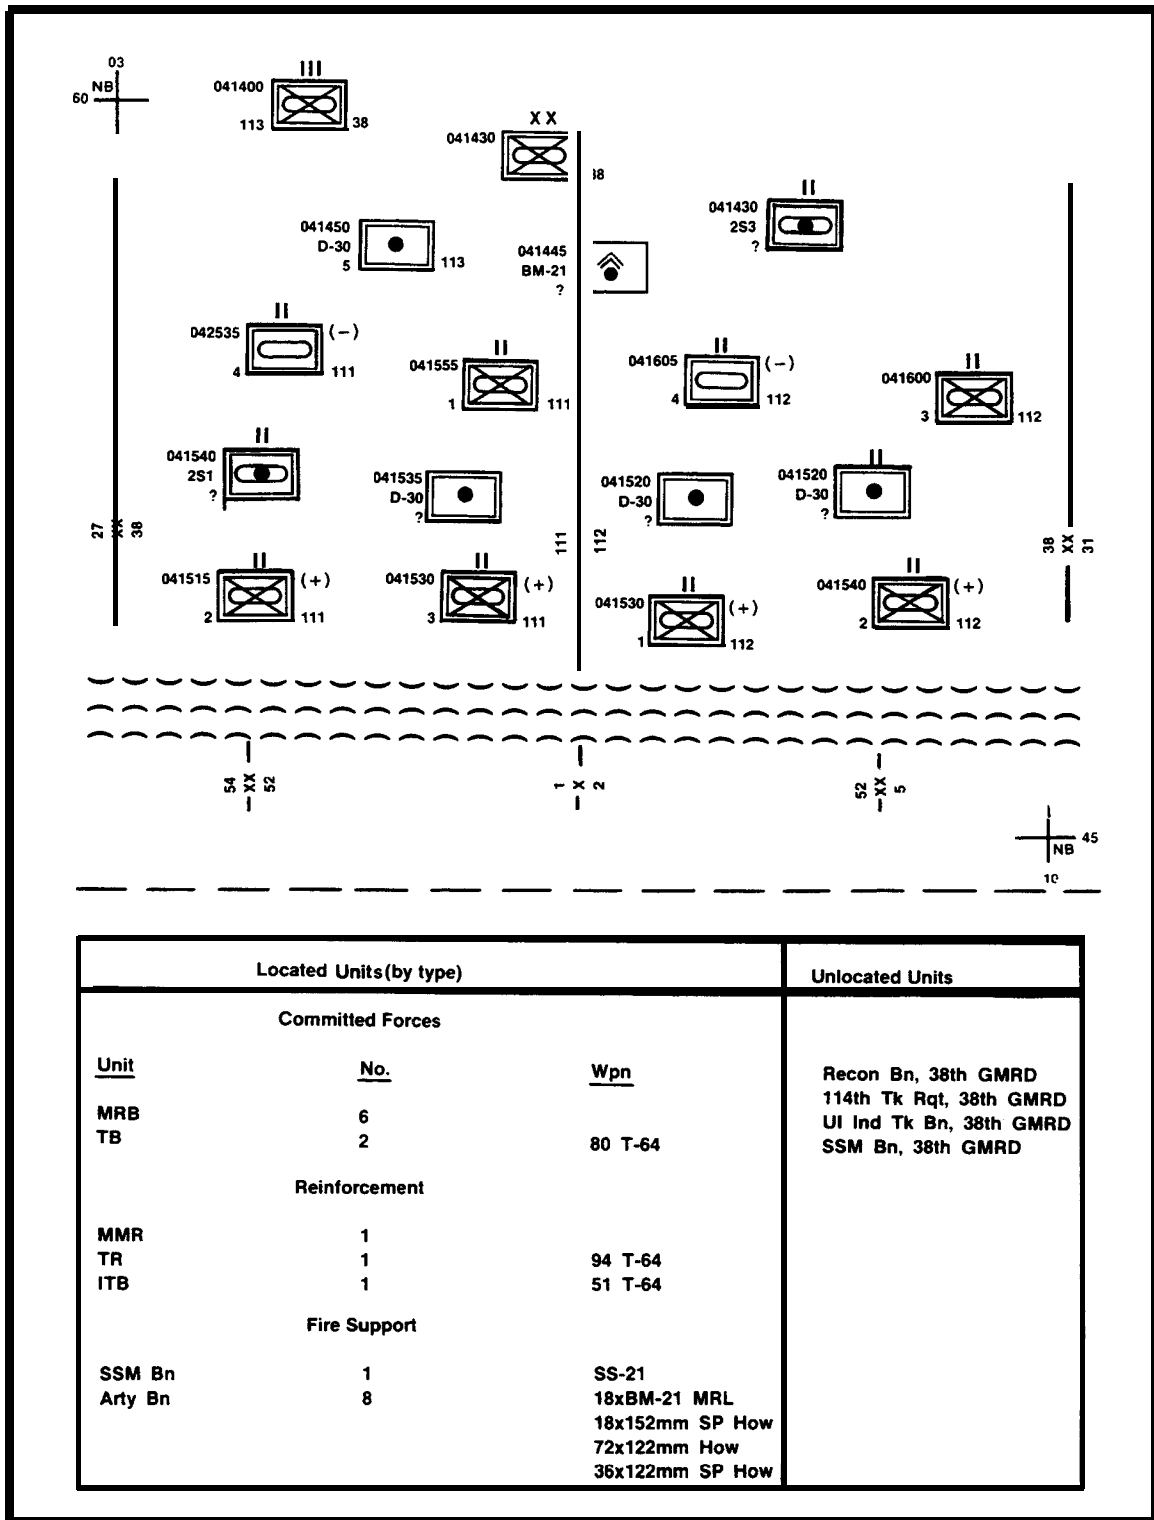 03
NB
60
III
041400
113 38
XX
041430
II
041430
2S3
?
041450
D-30
5 113
041445
BM-21
?
II
042535 (-)
4 111
II
041555
1 111
II
041605 (-)
4 112
II
041600
3 112
II
041540
2S1
?
041535
D-30
?
041520
D-30
?
II
041520
D-30
?
27 XX 38
111 112
38 XX 31
II
041515 (+)
2 111
II
041530 (+)
3 111
II
041530 (+)
1 112
II
041540 (+)
2 112
54 XX 52
1 X 2
52 XX 5
45
NB
10
Located Units (by type) Unlocated Units
Committed Forces
Unit No. Wpn
MRB 6
TB 2 80 T-64
Reinforcement
MMR 1
TR 1 94 T-64
ITB 1 51 T-64
Fire Support
SSM Bn 1 SS-21
Arty Bn 8 18xBM-21 MRL
18x152mm SP How
72x122mm How
36x122mm SP How
Recon Bn, 38th GMRD
114th Tk Rqt, 38th GMRD
UI Ind Tk Bn, 38th GMRD
SSM Bn, 38th GMRD